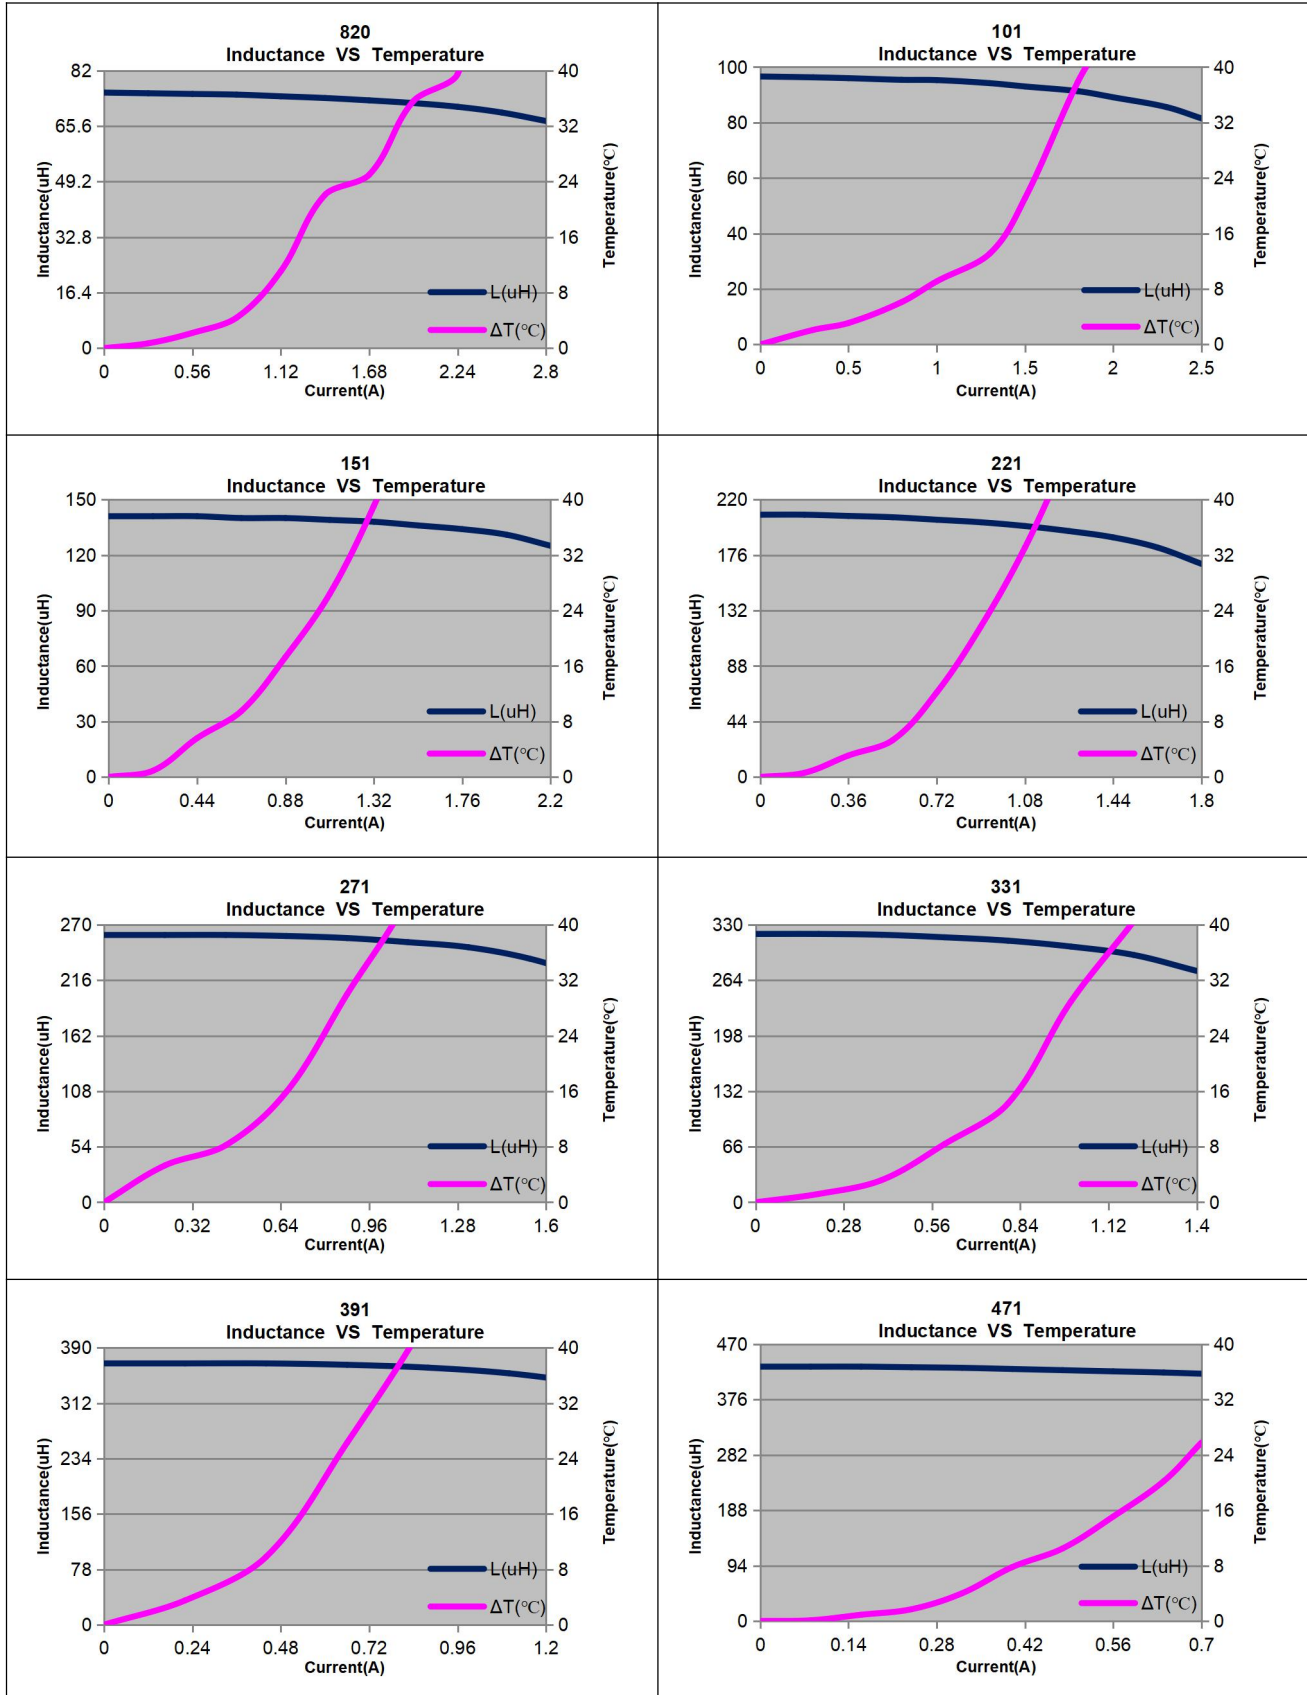 820
Inductance VS Temperature
82
65.6
49.2
32.8
16.4
0
40
32
24
16
8
0
0 0.56 1.12 1.68 2.24 2.8
Current(A)
Inductance(uH)
Temperature(℃)
L(uH)
ΔT(℃)
101
Inductance VS Temperature
100
80
60
40
20
0
40
32
24
16
8
0
0 0.5 1 1.5 2 2.5
Current(A)
Inductance(uH)
Temperature(℃)
L(uH)
ΔT(℃)
151
Inductance VS Temperature
150
120
90
60
30
0
40
32
24
16
8
0
0 0.44 0.88 1.32 1.76 2.2
Current(A)
Inductance(uH)
Temperature(℃)
L(uH)
ΔT(℃)
221
Inductance VS Temperature
220
176
132
88
44
0
40
32
24
16
8
0
0 0.36 0.72 1.08 1.44 1.8
Current(A)
Inductance(uH)
Temperature(℃)
L(uH)
ΔT(℃)
271
Inductance VS Temperature
270
216
162
108
54
0
40
32
24
16
8
0
0 0.32 0.64 0.96 1.28 1.6
Current(A)
Inductance(uH)
Temperature(℃)
L(uH)
ΔT(℃)
331
Inductance VS Temperature
330
264
198
132
66
0
40
32
24
16
8
0
0 0.28 0.56 0.84 1.12 1.4
Current(A)
Inductance(uH)
Temperature(℃)
L(uH)
ΔT(℃)
391
Inductance VS Temperature
390
312
234
156
78
0
40
32
24
16
8
0
0 0.24 0.48 0.72 0.96 1.2
Current(A)
Inductance(uH)
Temperature(℃)
L(uH)
ΔT(℃)
471
Inductance VS Temperature
470
376
282
188
94
0
40
32
24
16
8
0
0 0.14 0.28 0.42 0.56 0.7
Current(A)
Inductance(uH)
Temperature(℃)
L(uH)
ΔT(℃)